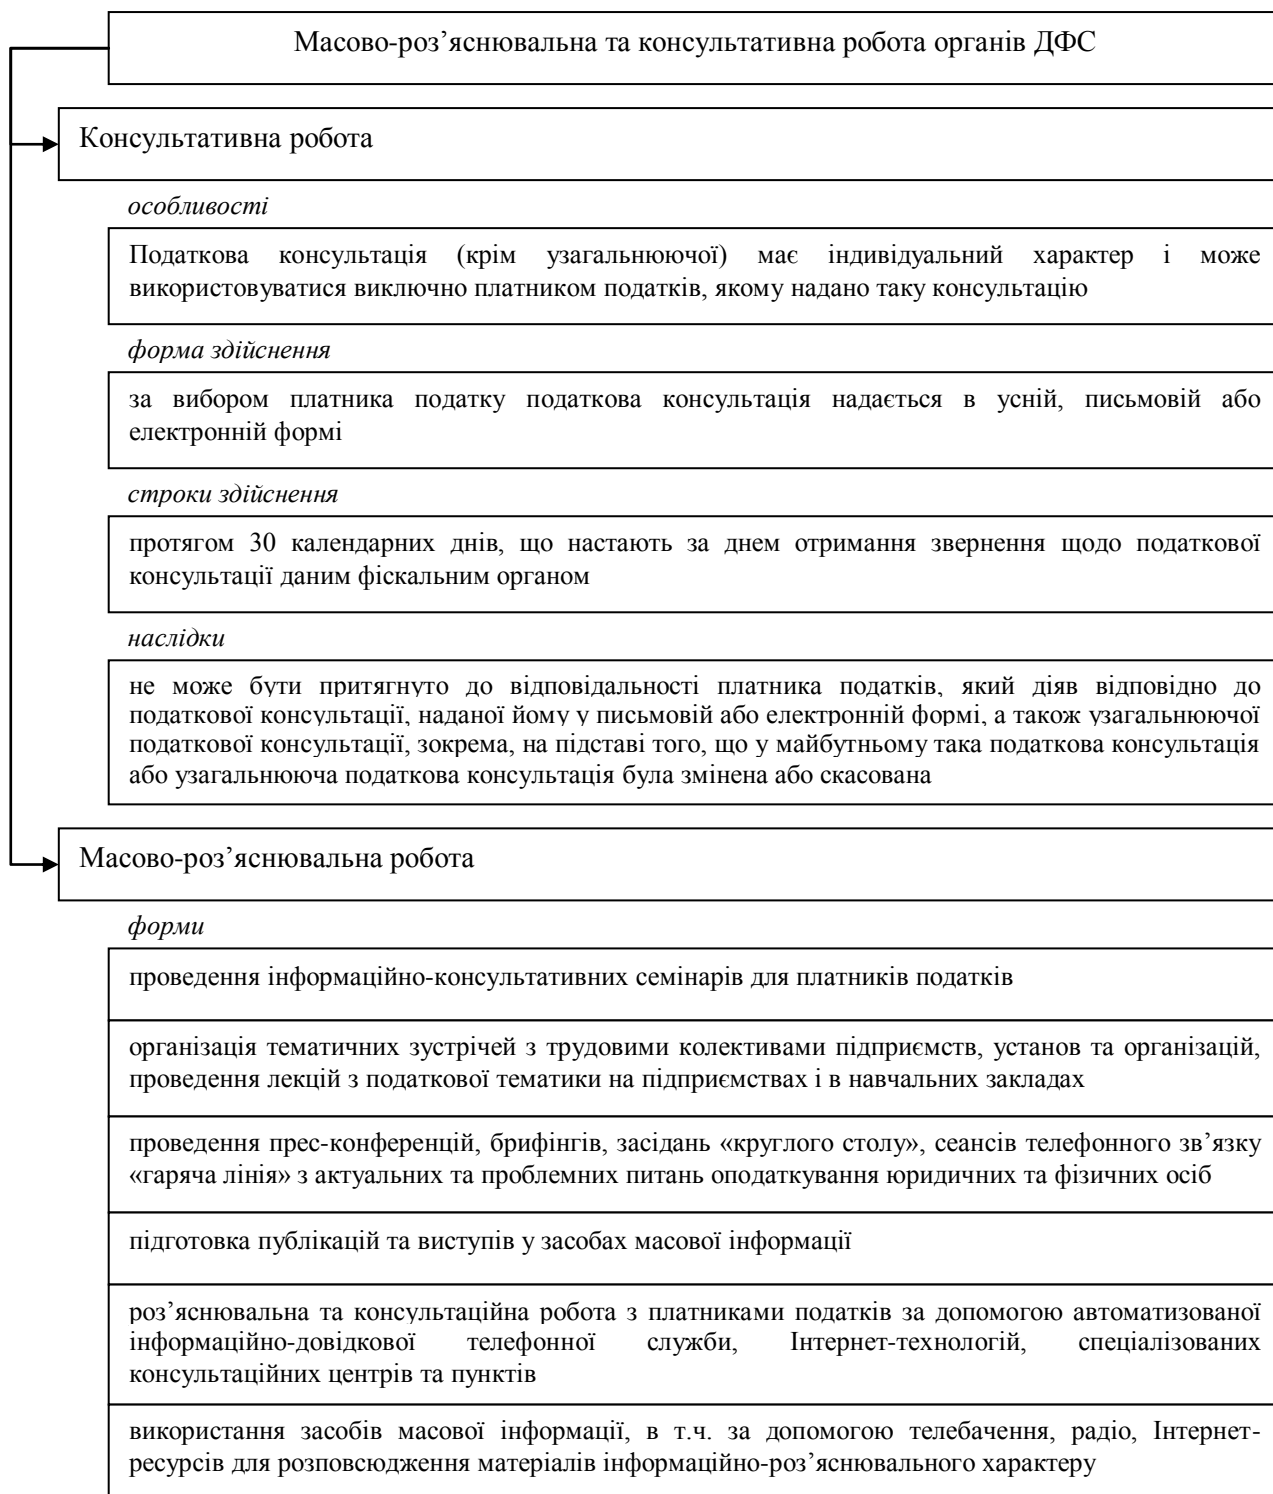 Масово-роз’яснювальна та консультативна робота органів ДФС
Консультативна робота
особливості
Податкова консультація (крім узагальнюючої) має індивідуальний характер і може
використовуватися виключно платником податків, якому надано таку консультацію
форма здійснення
за вибором платника податку податкова консультація надається в усній, письмовій або
електронній формі
строки здійснення
протягом 30 календарних днів, що настають за днем отримання звернення щодо податкової
консультації даним фіскальним органом
наслідки
не може бути притягнуто до відповідальності платника податків, який діяв відповідно до
податкової консультації, наданої йому у письмовій або електронній формі, а також узагальнюючої
податкової консультації, зокрема, на підставі того, що у майбутньому така податкова консультація
або узагальнююча податкова консультація була змінена або скасована
Масово-роз’яснювальна робота
форми
проведення інформаційно-консультативних семінарів для платників податків
організація тематичних зустрічей з трудовими колективами підприємств, установ та організацій,
проведення лекцій з податкової тематики на підприємствах і в навчальних закладах
проведення прес-конференцій, брифінгів, засідань «круглого столу», сеансів телефонного зв’язку
«гаряча лінія» з актуальних та проблемних питань оподаткування юридичних та фізичних осіб
підготовка публікацій та виступів у засобах масової інформації
роз’яснювальна та консультаційна робота з платниками податків за допомогою автоматизованої
інформаційно-довідкової телефонної служби, Інтернет-технологій, спеціалізованих
консультаційних центрів та пунктів
використання засобів масової інформації, в т.ч. за допомогою телебачення, радіо, Інтернет-
ресурсів для розповсюдження матеріалів інформаційно-роз’яснювального характеру